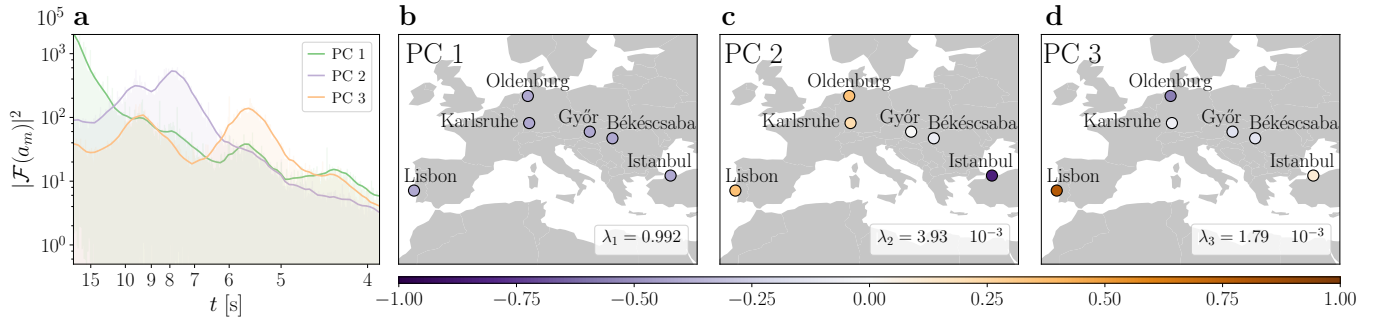 a
10^5
10^3
10^2
10^1
10^0
|F(a_m)|^2
PC 1
PC 2
PC 3
15 10 9 8 7 6 5 4
t [s]
b
PC 1
Oldenburg
Karlsruhe
Győr
Békéscsaba
Istanbul
Lisbon
λ_1 = 0.992
c
PC 2
Oldenburg
Karlsruhe
Győr
Békéscsaba
Istanbul
Lisbon
λ_2 = 3.93 10^{-3}
d
PC 3
Oldenburg
Karlsruhe
Győr
Békéscsaba
Istanbul
Lisbon
λ_3 = 1.79 10^{-3}
−1.00 −0.75 −0.50 −0.25 0.00 0.25 0.50 0.75 1.00